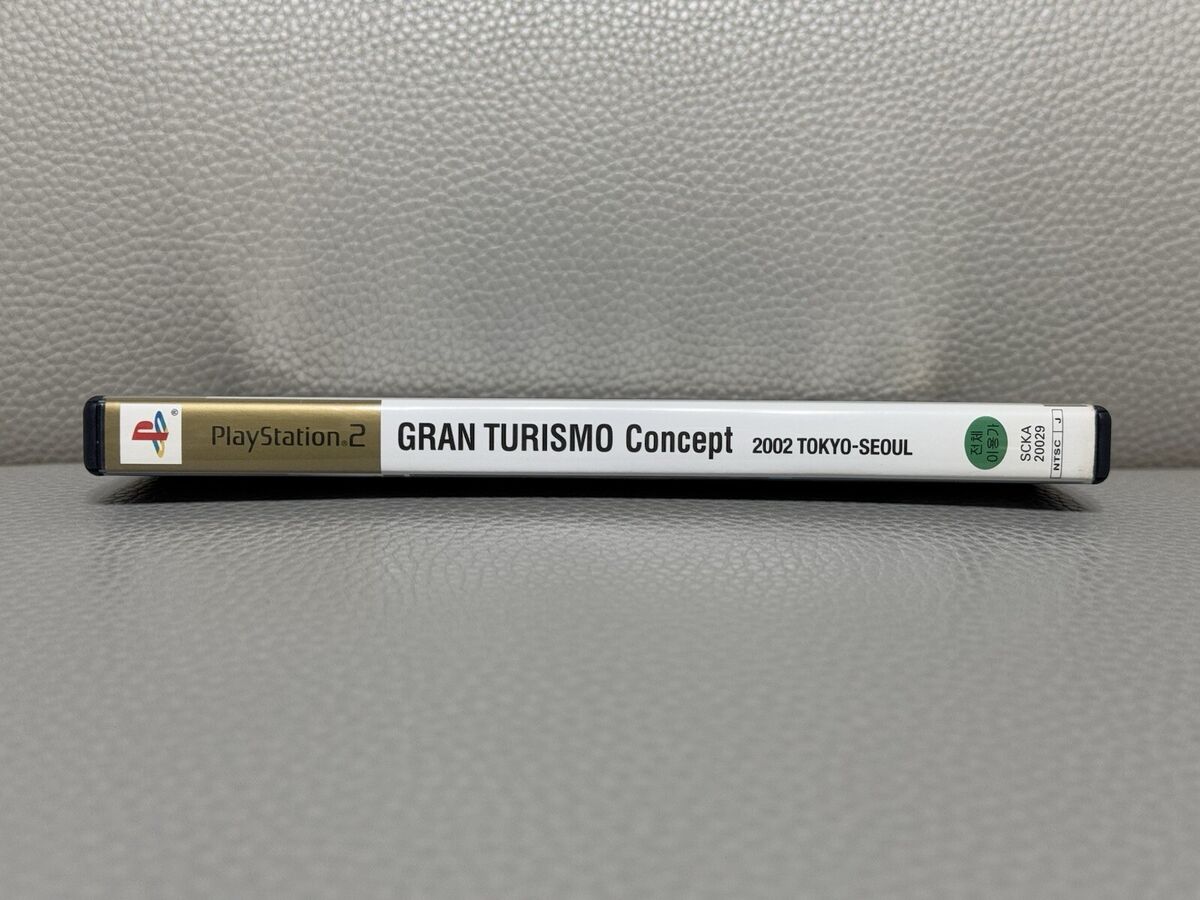 PlayStation®2
GRAN TURISMO Concept 2002 TOKYO-SEOUL
전체
이용가
SCKA
20029
NTSC J